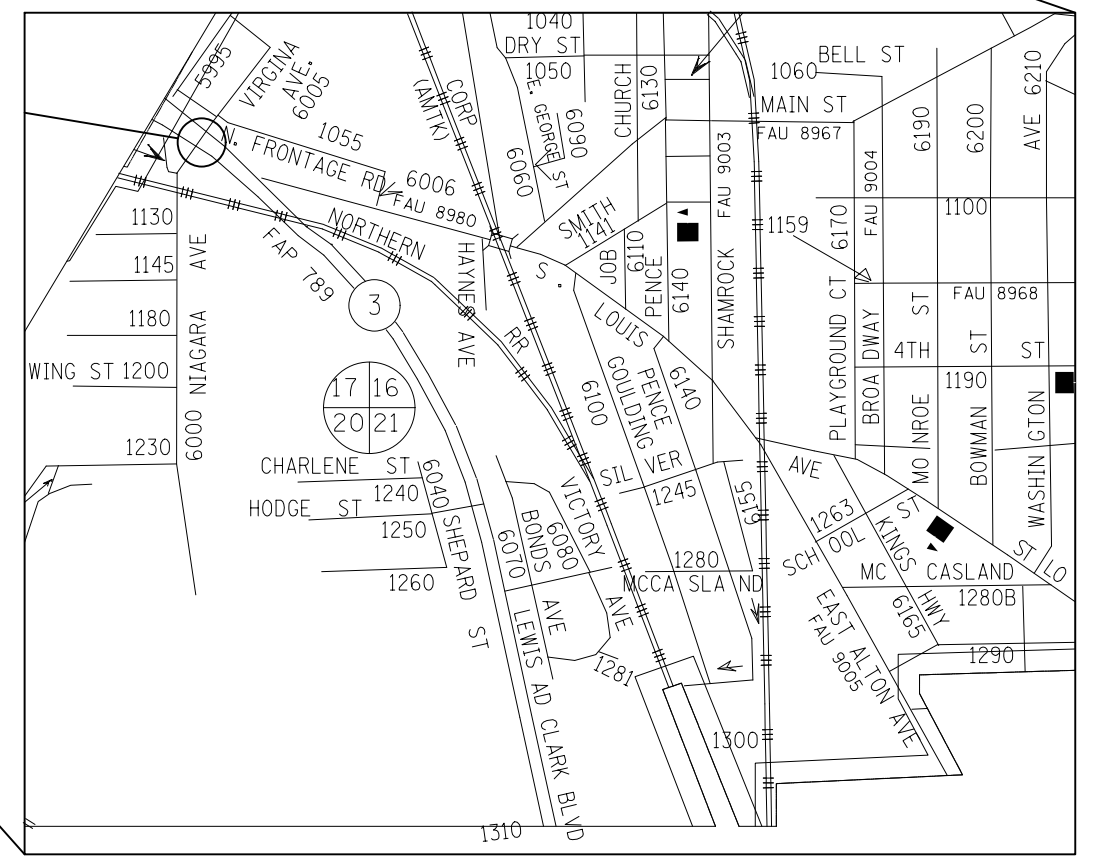 1040
DRY ST
1050
5995
VIRGINA
AVE.
6005
CORP
(AMTK)
E. GEORGE ST
6060
6060
CHURCH
6130
BELL ST
1060
MAIN ST
FAU 8967
6190
6200
AVE 6210
N. FRONTAGE RD
1055
6006
FAU 8980
SMITH
1141
FAU 9003
SHAMROCK
1159
6170
FAU 9004
1100
1130
1145
1180
WING ST 1200
1230
AVE
NIAGARA
6000
NORTHERN
RR
FAP 789
3
HAYNES AVE
S.
LOUIS
JOB
6110
PENCE
6140
PLAYGROUND CT
BROA DWAY
FAU 8968
4TH
ST
ST
ST
1190
MO NROE
BOWMAN
WASHIN GTON
17 16
20 21
6100
GOULDING
PENCE
6140
SIL VER
1245
6155
AVE
CHARLENE ST
1240
HODGE ST
1250
1260
6040
SHEPARD
ST
6070
BONDS
AVE
6080
VICTORY
AVE
1280
MCCA SLA ND
1263
SCH OOL
ST
KINGS
HWY
6165
ST LO
MC CASLAND
1280B
1290
EAST ALTON AVE
FAU 9005
1281
LEWIS AD CLARK BLVD
1300
1310